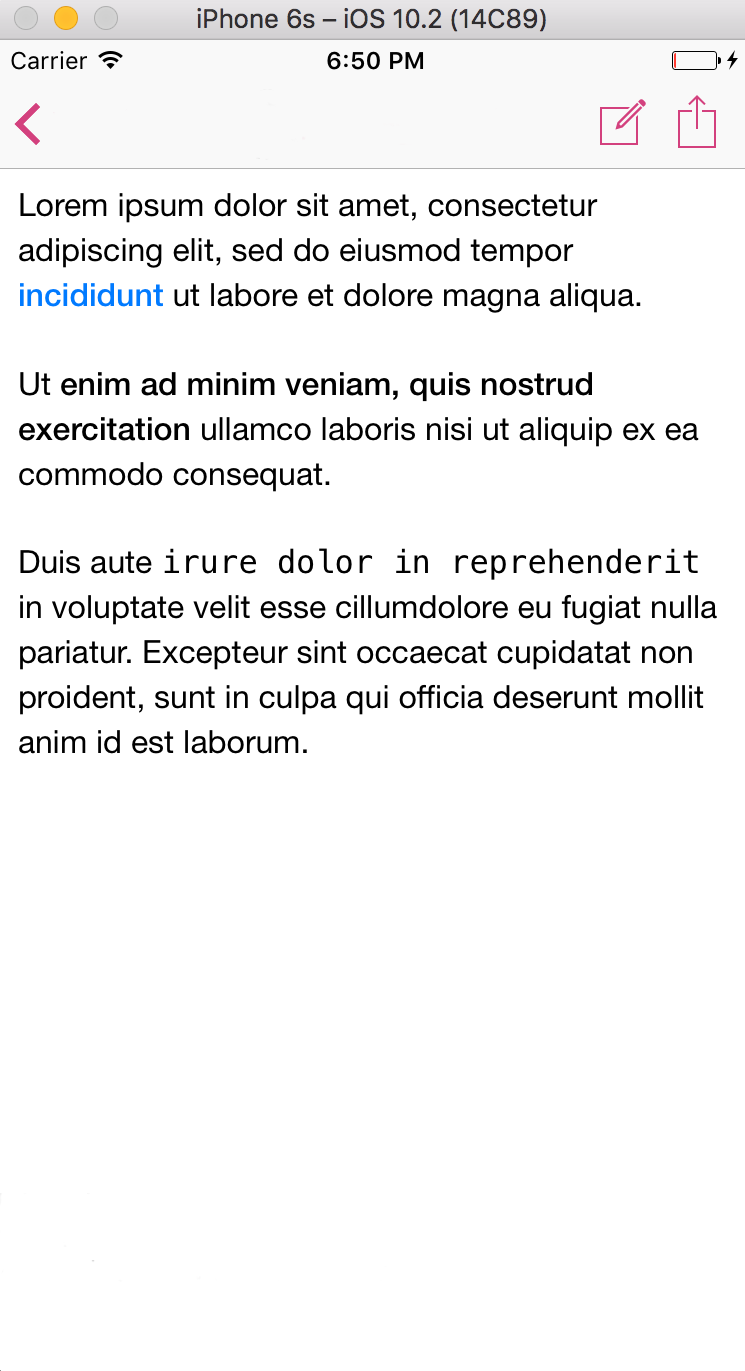 iPhone 6s – iOS 10.2 (14C89)
Carrier 6:50 PM
Lorem ipsum dolor sit amet, consectetur
adipiscing elit, sed do eiusmod tempor
incididunt ut labore et dolore magna aliqua.
Ut enim ad minim veniam, quis nostrud
exercitation ullamco laboris nisi ut aliquip ex ea
commodo consequat.
Duis aute irure dolor in reprehenderit
in voluptate velit esse cillumdolore eu fugiat nulla
pariatur. Excepteur sint occaecat cupidatat non
proident, sunt in culpa qui officia deserunt mollit
anim id est laborum.